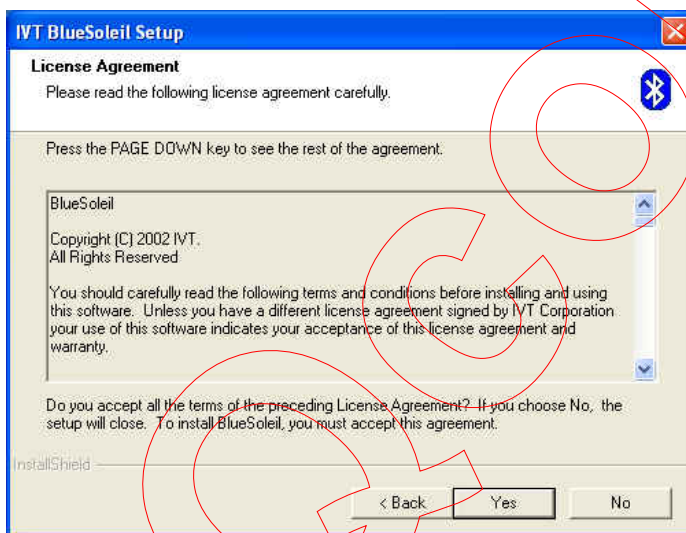 IVT BlueSoleil Setup
License Agreement
Please read the following license agreement carefully.
Press the PAGE DOWN key to see the rest of the agreement.
BlueSoleil
Copyright (C) 2002 IVT.
All Rights Reserved
You should carefully read the following terms and conditions before installing and using
this software. Unless you have a different license agreement signed by IVT Corporation
your use of this software indicates your acceptance of this license agreement and
warranty.
Do you accept all the terms of the preceding License Agreement? If you choose No, the
setup will close. To install BlueSoleil, you must accept this agreement.
InstallShield
< Back
Yes
No